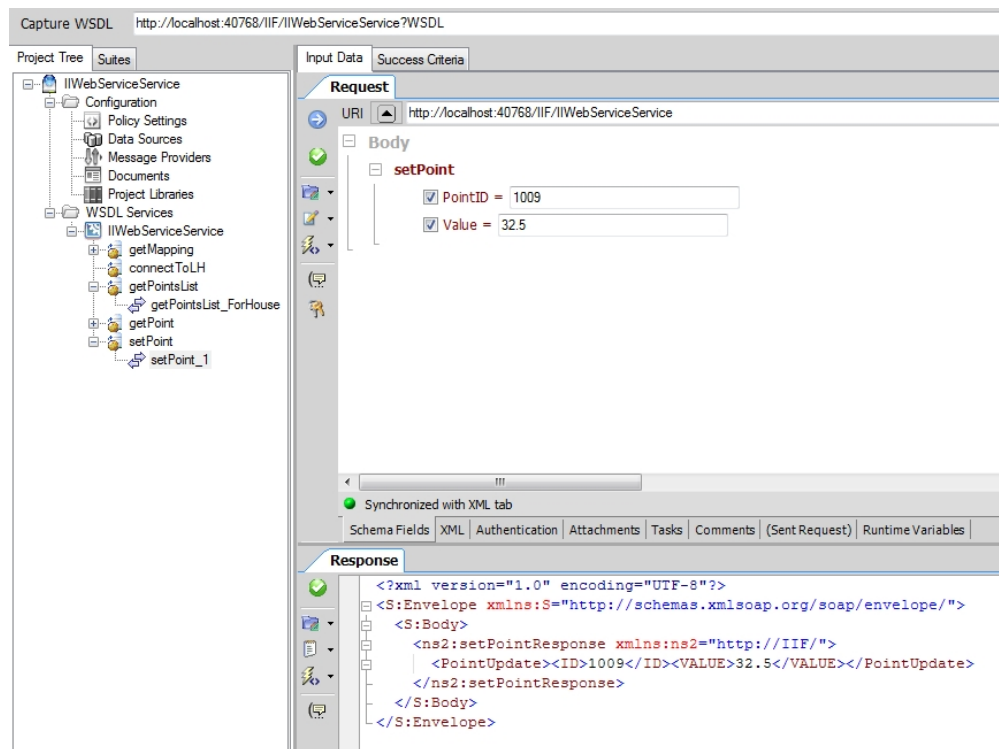 Capture WSDL http://localhost:40768/IIF/IIWebServiceService?WSDL
Project Tree Suites
IIWebServiceService
Configuration
Policy Settings
Data Sources
Message Providers
Documents
Project Libraries
WSDL Services
IIWebServiceService
getMapping
connectToLH
getPointsList
getPointsList_ForHouse
getPoint
setPoint
setPoint_1
Input Data Success Criteria
Request
URI http://localhost:40768/IIF/IIWebServiceService
Body
setPoint
PointID = 1009
Value = 32.5
Synchronized with XML tab
Schema Fields XML Authentication Attachments Tasks Comments (Sent Request) Runtime Variables
Response
<?xml version="1.0" encoding="UTF-8"?>
<S:Envelope xmlns:S="http://schemas.xmlsoap.org/soap/envelope/">
<S:Body>
<ns2:setPointResponse xmlns:ns2="http://IIF/">
<PointUpdate><ID>1009</ID><VALUE>32.5</VALUE></PointUpdate>
</ns2:setPointResponse>
</S:Body>
</S:Envelope>